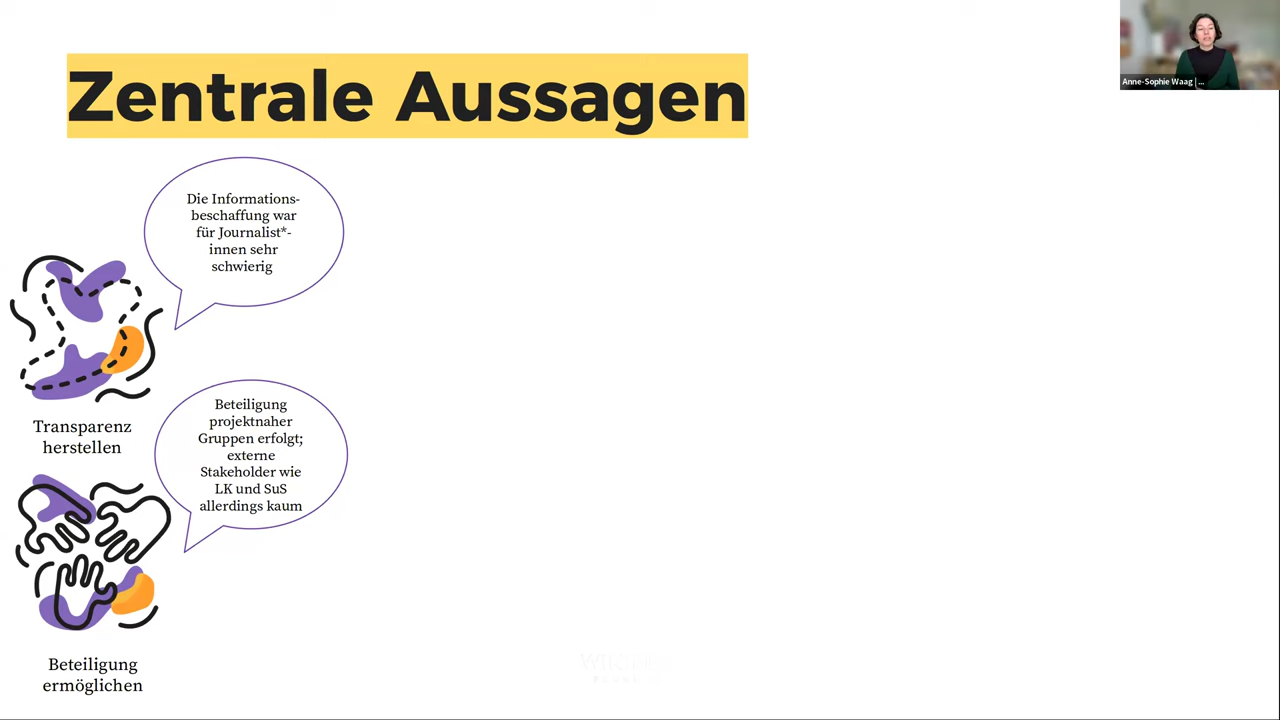 Zentrale Aussagen
Anne-Sophie Waag | ...
Die Informations-
beschaffung war
für Journalist*-
innen sehr
schwierig
Transparenz
herstellen
Beteiligung
projektnaher
Gruppen erfolgt;
externe
Stakeholder wie
LK und SuS
allerdings kaum
Beteiligung
ermöglichen